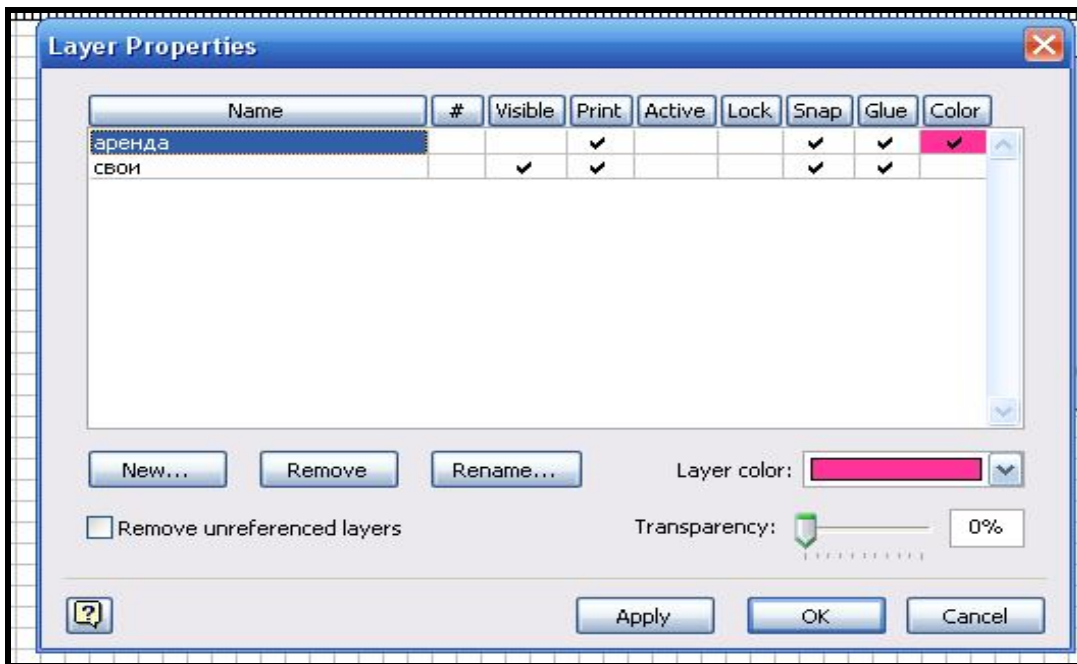 Layer Properties
Name # Visible Print Active Lock Snap Glue Color
аренда
свои
New... Remove Rename... Layer color:
Remove unreferenced layers Transparency: 0%
Apply OK Cancel